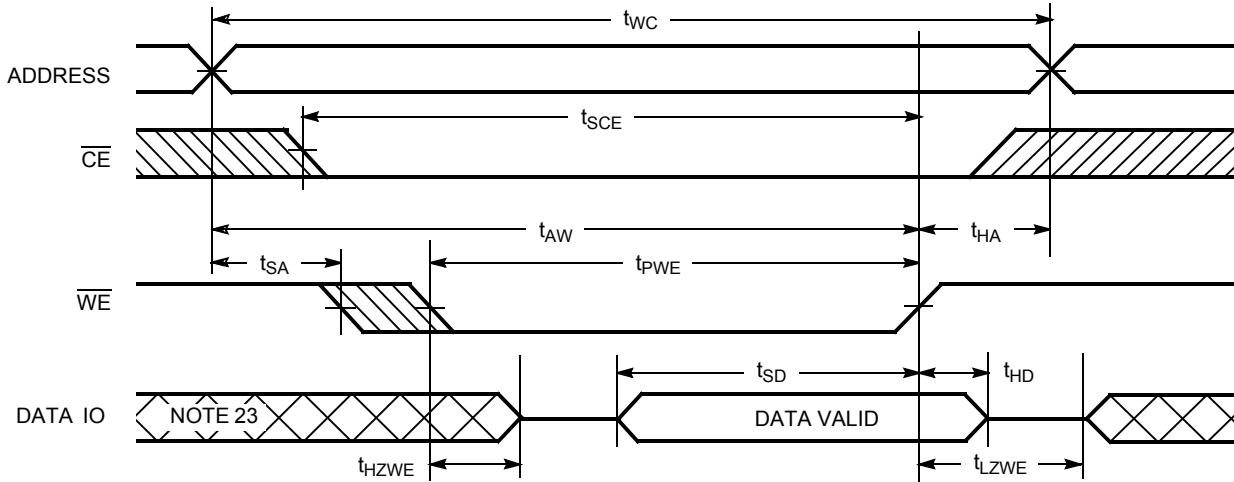 tWC
ADDRESS
tSCE
CE
tAW
tHA
tSA
tPWE
WE
tSD
tHD
DATA IO
NOTE 23
DATA VALID
tHZWE
tLZWE